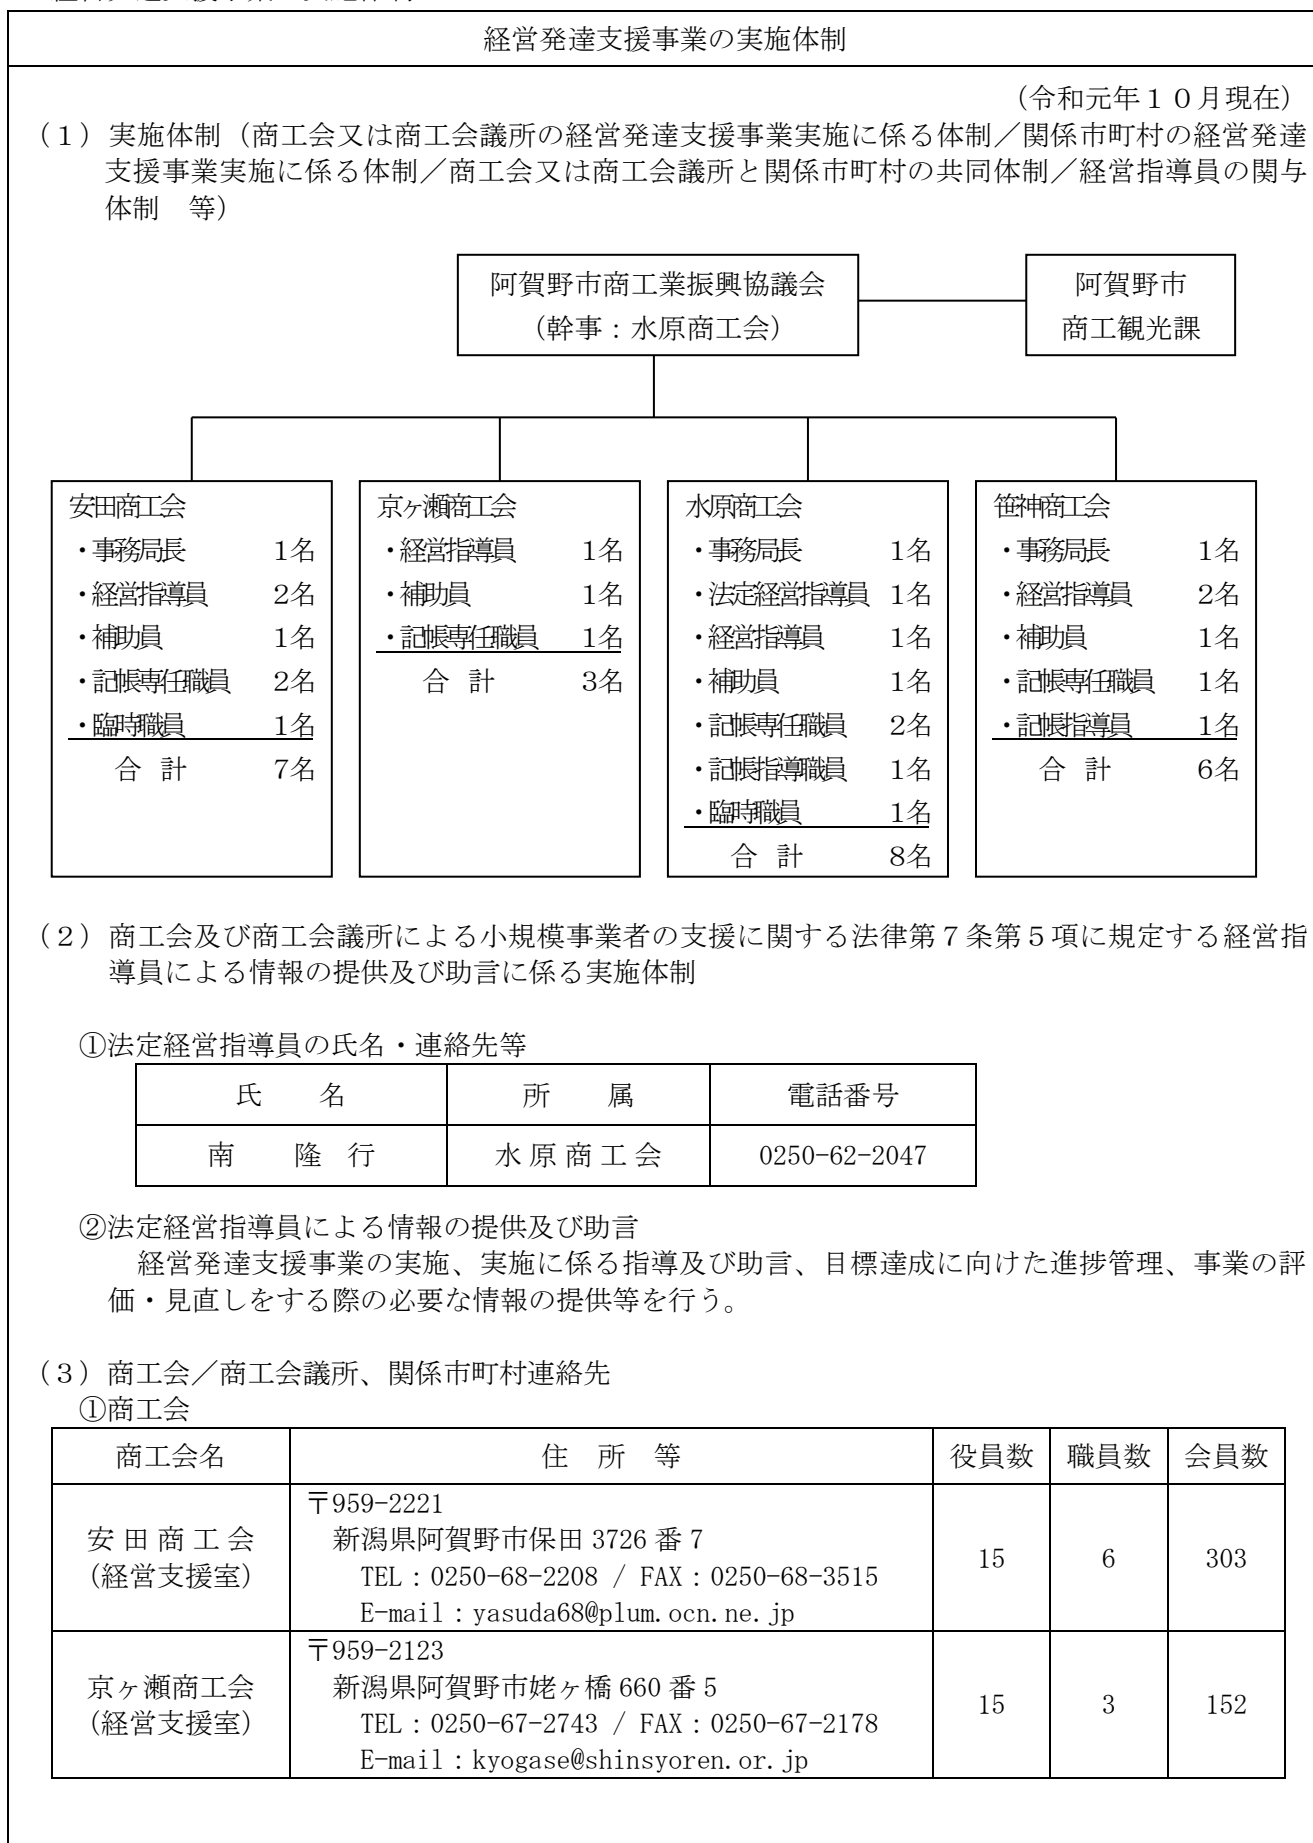 経営発達支援事業の実施体制
（令和元年１０月現在）
（１）実施体制（商工会又は商工会議所の経営発達支援事業実施に係る体制／関係市町村の経営発達
支援事業実施に係る体制／商工会又は商工会議所と関係市町村の共同体制／経営指導員の関与
体制　等）
阿賀野市商工業振興協議会
（幹事：水原商工会）
阿賀野市
商工観光課
安田商工会
・事務局長 1名
・経営指導員 2名
・補助員 1名
・記帳専任職員 2名
・臨時職員 1名
合 計 7名
京ヶ瀬商工会
・経営指導員 1名
・補助員 1名
・記帳専任職員 1名
合 計 3名
水原商工会
・事務局長 1名
・法定経営指導員 1名
・経営指導員 1名
・補助員 1名
・記帳専任職員 2名
・記帳指導職員 1名
・臨時職員 1名
合 計 8名
笹神商工会
・事務局長 1名
・経営指導員 2名
・補助員 1名
・記帳専任職員 1名
・記帳指導員 1名
合 計 6名
（２）商工会及び商工会議所による小規模事業者の支援に関する法律第７条第５項に規定する経営指
導員による情報の提供及び助言に係る実施体制
①法定経営指導員の氏名・連絡先等
氏　名 所　属 電話番号
南　隆 行 水 原 商 工 会 0250-62-2047
②法定経営指導員による情報の提供及び助言
経営発達支援事業の実施、実施に係る指導及び助言、目標達成に向けた進捗管理、事業の評
価・見直しをする際の必要な情報の提供等を行う。
（３）商工会／商工会議所、関係市町村連絡先
①商工会
商工会名 住　所　等 役員数 職員数 会員数
安 田 商 工 会
（経営支援室）
〒959-2221
新潟県阿賀野市保田 3726 番 7
TEL：0250-68-2208 / FAX：0250-68-3515
E-mail：yasuda68@plum.ocn.ne.jp
15 6 303
京ヶ瀬商工会
（経営支援室）
〒959-2123
新潟県阿賀野市姥ヶ橋 660 番 5
TEL：0250-67-2743 / FAX：0250-67-2178
E-mail：kyogase@shinsyoren.or.jp
15 3 152